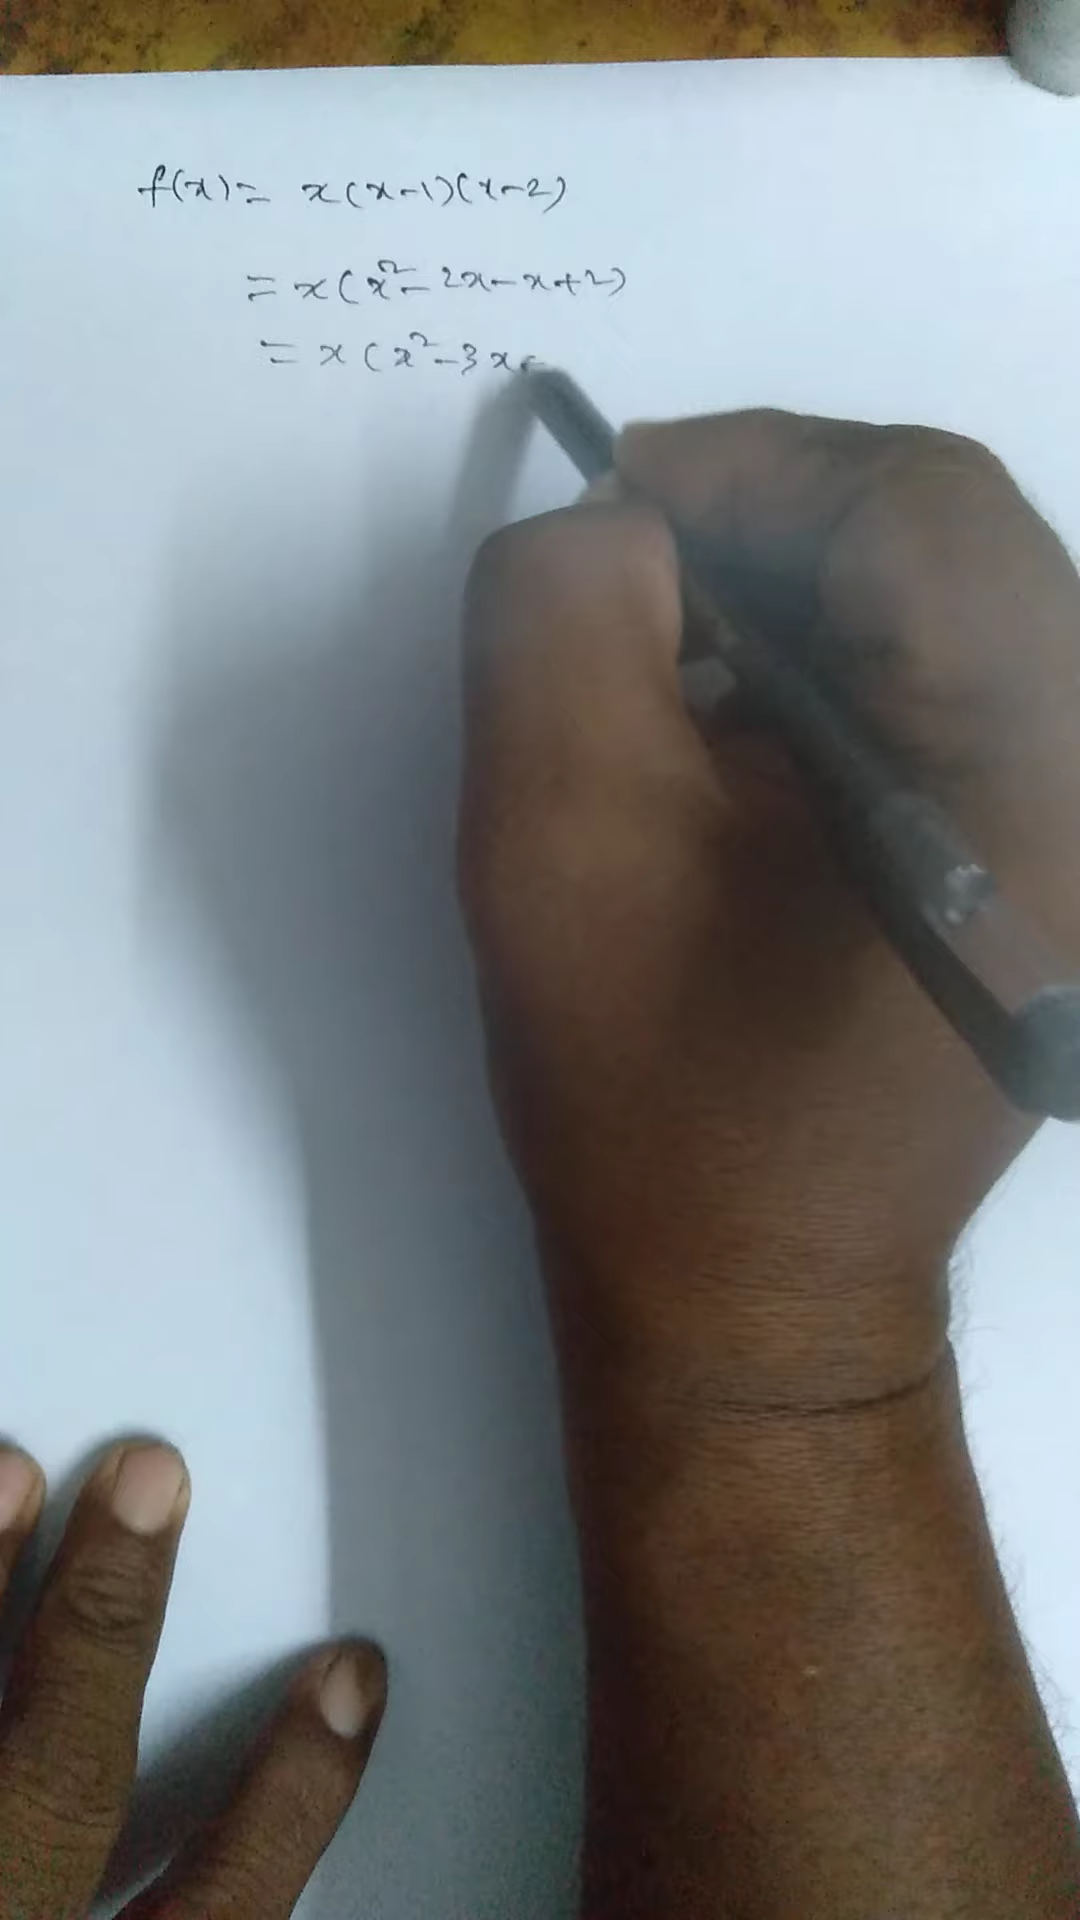 f(x) = x(x-1)(x-2)
= x(x²-2x-x+2)
= x(x²-3x